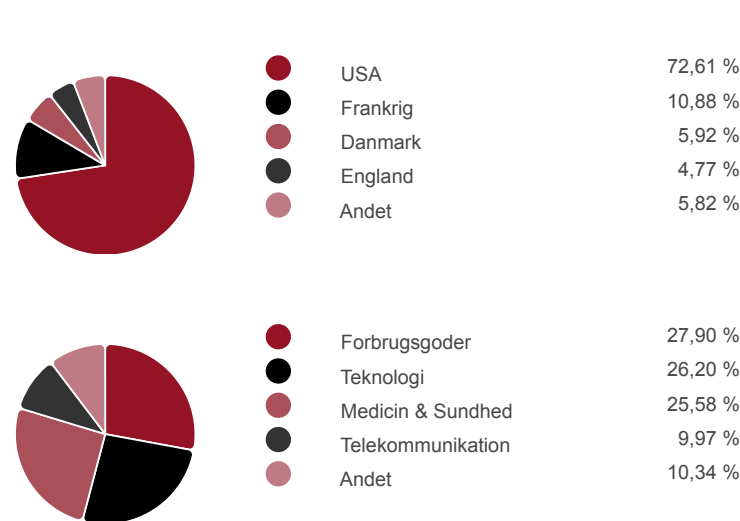 USA 72,61 %
Frankrig 10,88 %
Danmark 5,92 %
England 4,77 %
Andet 5,82 %
Forbrugsgoder 27,90 %
Teknologi 26,20 %
Medicin & Sundhed 25,58 %
Telekommunikation 9,97 %
Andet 10,34 %